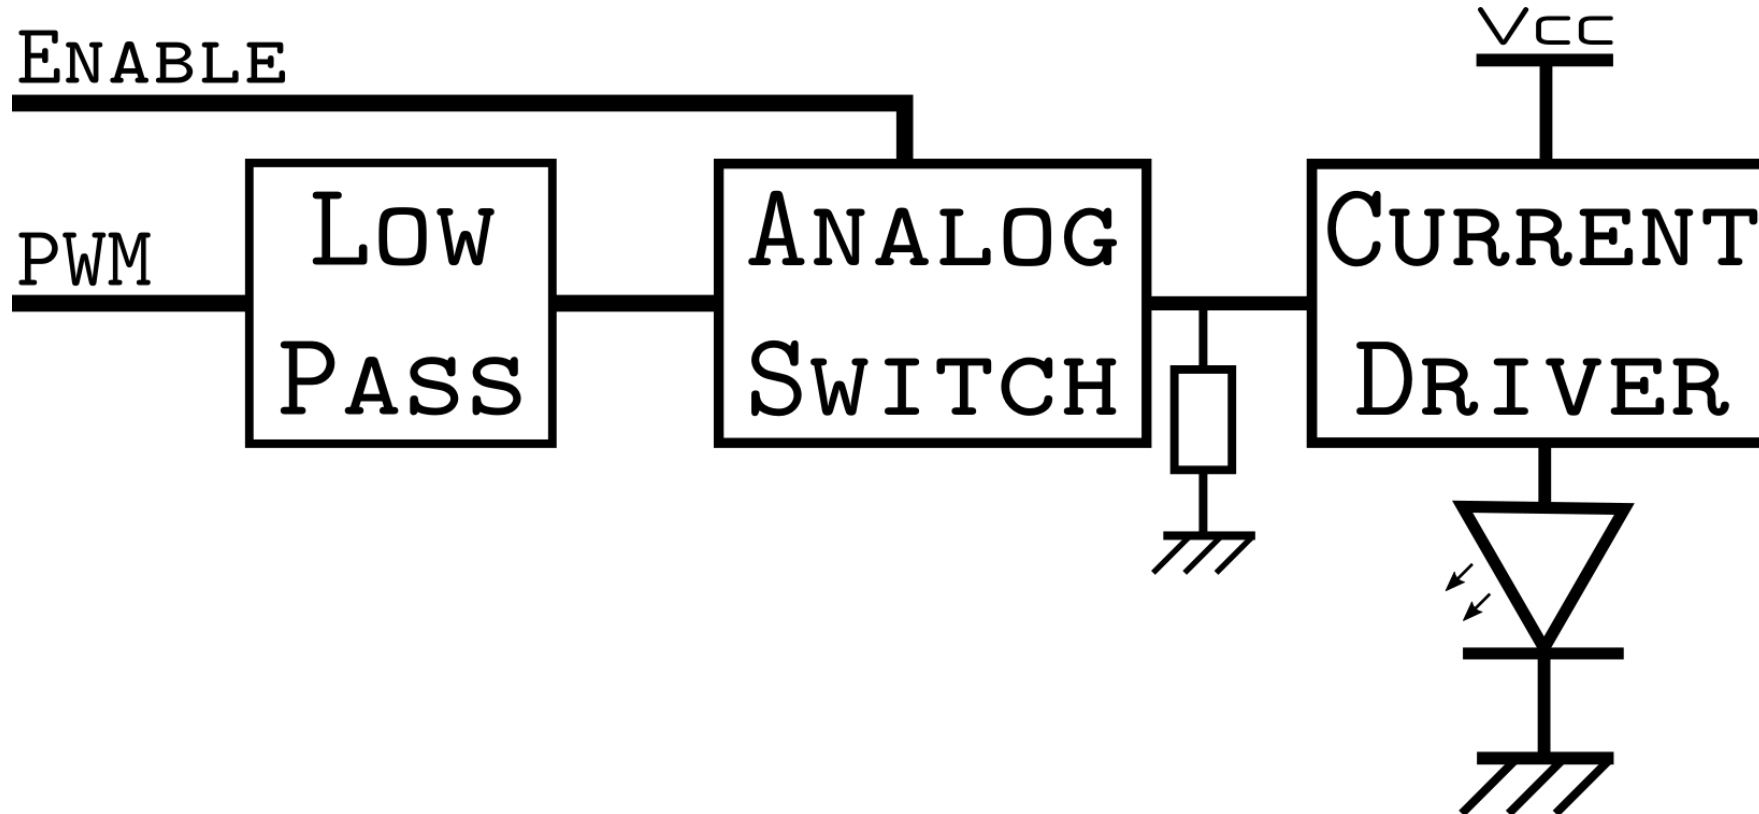 Enable
Vcc
PWM
Low
Pass
Analog
Switch
Current
Driver